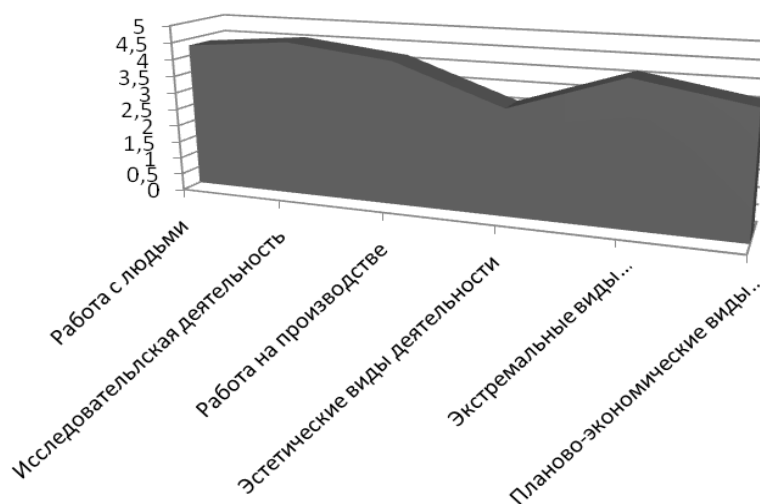 5
4,5
4
3,5
3
2,5
2
1,5
1
0,5
0
Работа с людьми
Исследователькская деятельность
Работа на производстве
Эстетические виды деятельности
Экстремальные виды...
Планово-экономические виды...